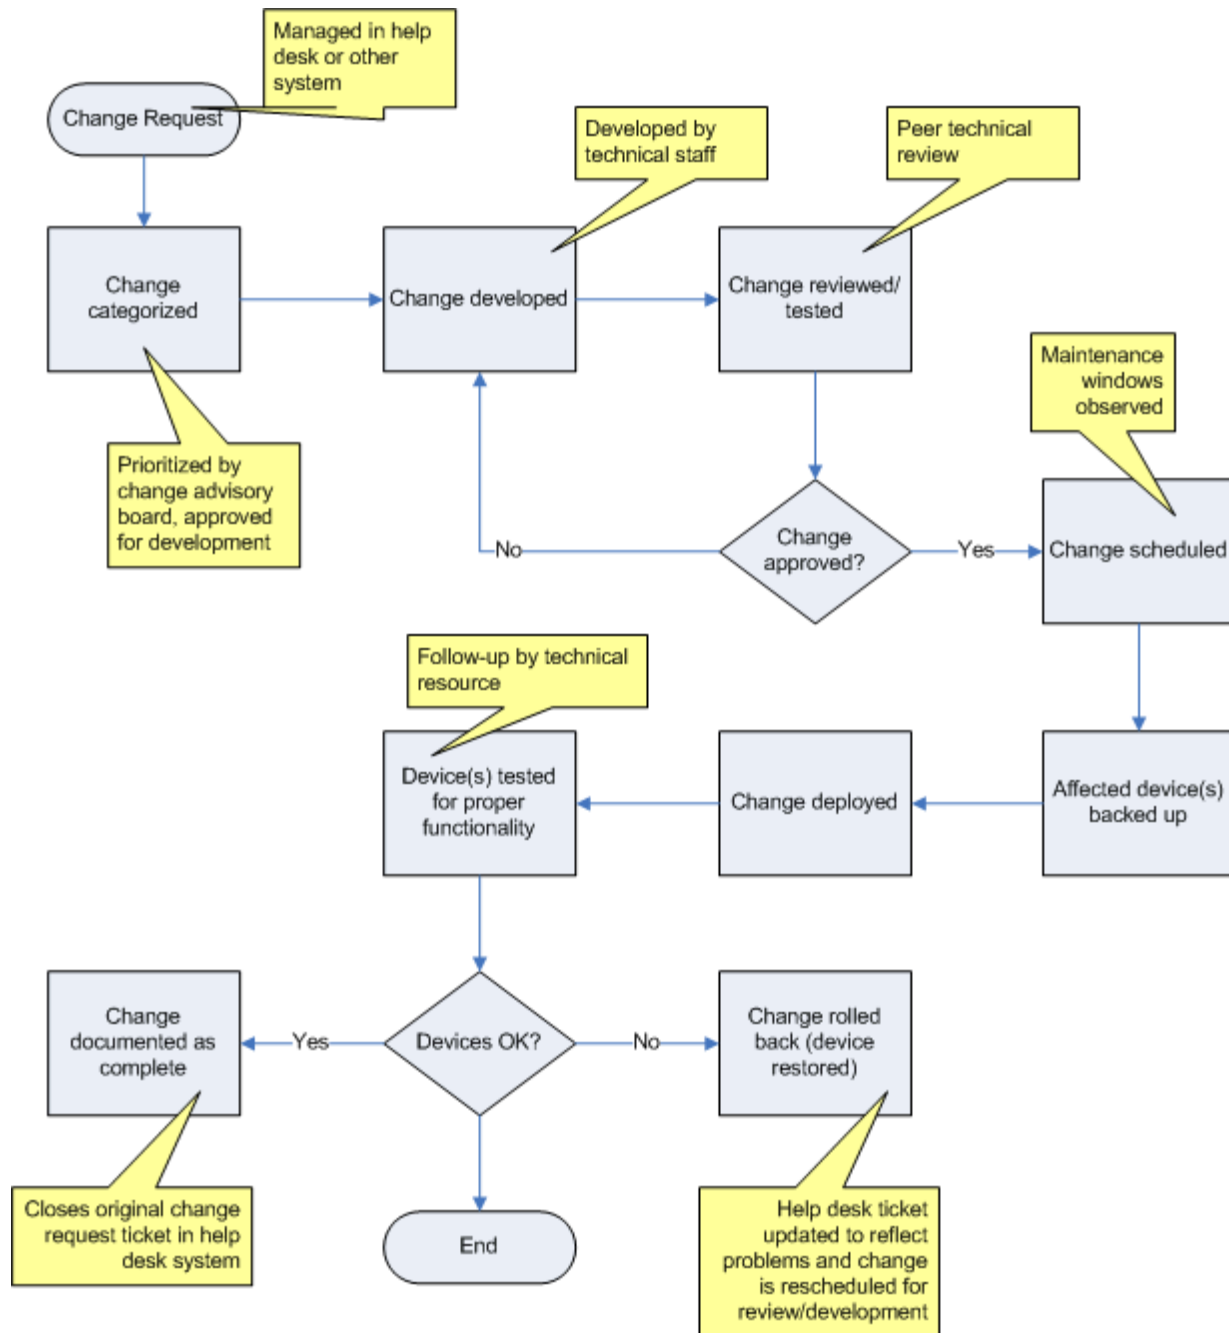 Managed in help
desk or other
system
Change Request
Developed by
technical staff
Peer technical
review
Change
categorized
Change developed
Change reviewed/
tested
Maintenance
windows
observed
Prioritized by
change advisory
board, approved
for development
No
Change
approved?
Yes
Change scheduled
Follow-up by technical
resource
Device(s) tested
for proper
functionality
Change deployed
Affected device(s)
backed up
Change
documented as
complete
Yes
Devices OK?
No
Change rolled
back (device
restored)
Closes original change
request ticket in help
desk system
End
Help desk ticket
updated to reflect
problems and change
is rescheduled for
review/development